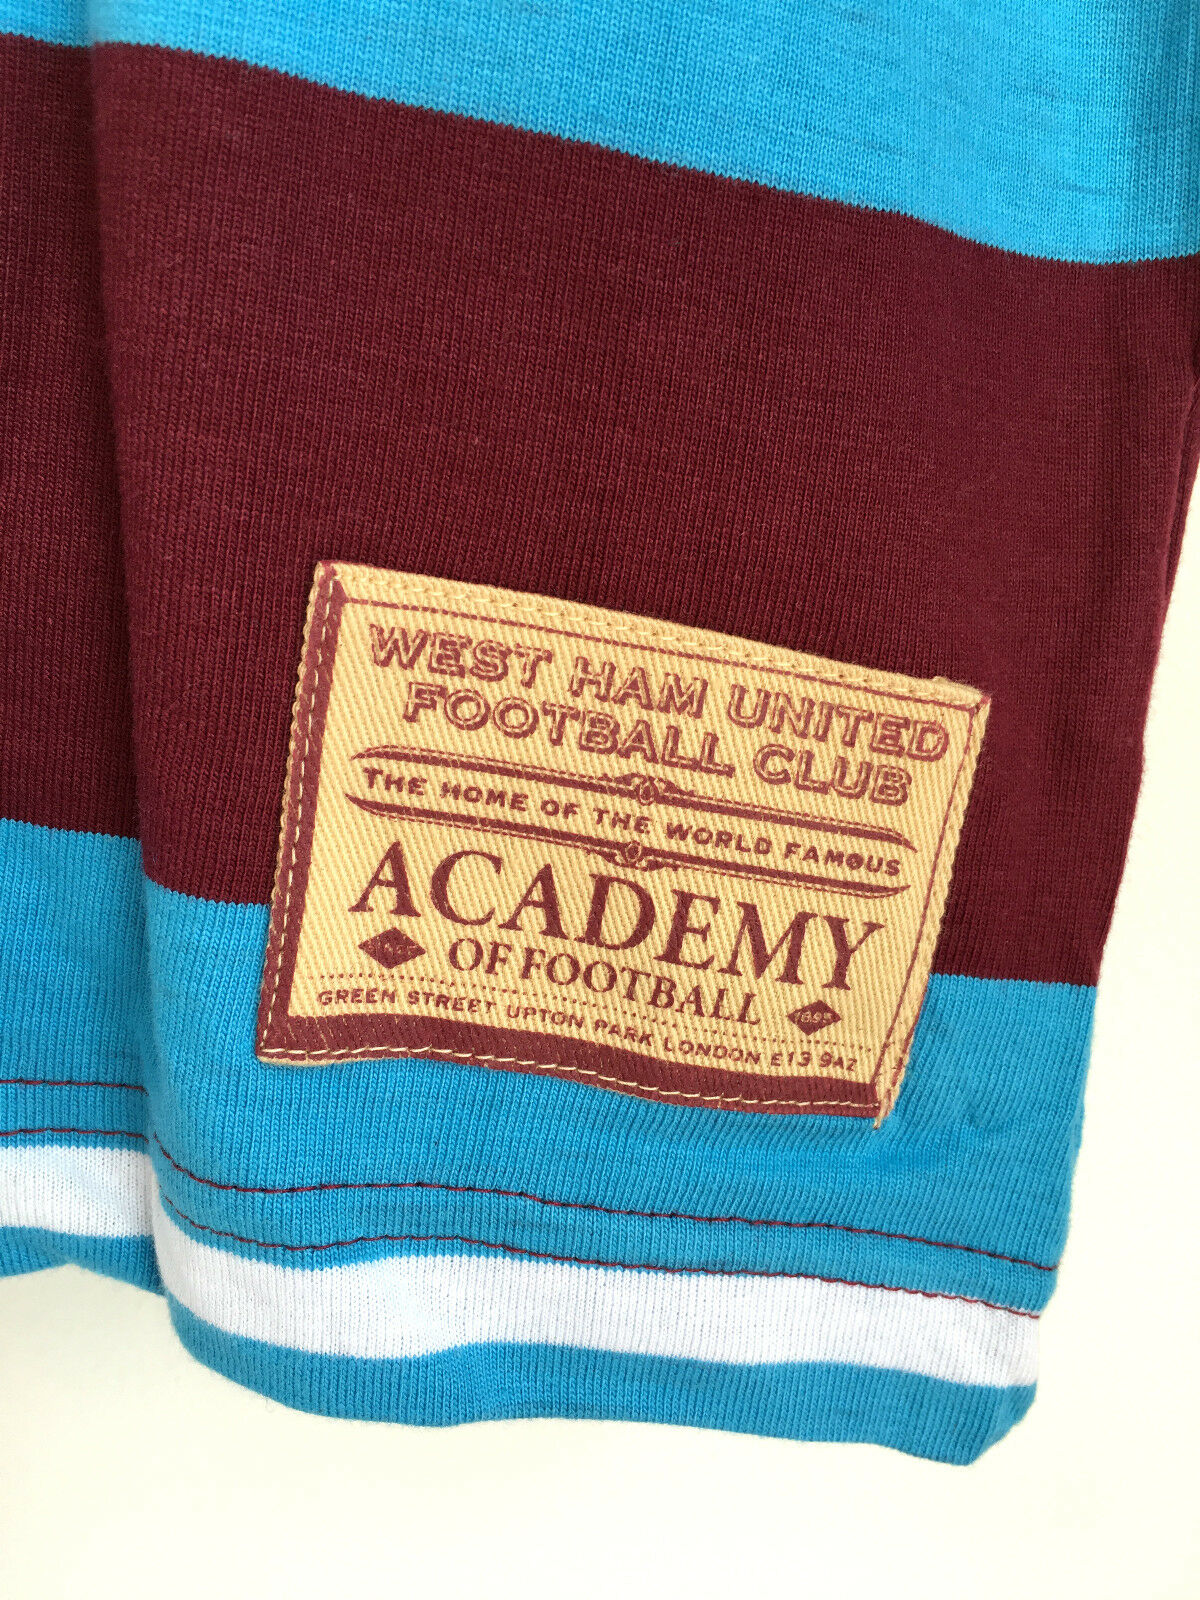 WEST HAM UNITED
FOOTBALL CLUB
THE HOME OF THE WORLD FAMOUS
ACADEMY
OF FOOTBALL
1895
GREEN STREET UPTON PARK LONDON E13 9AZ